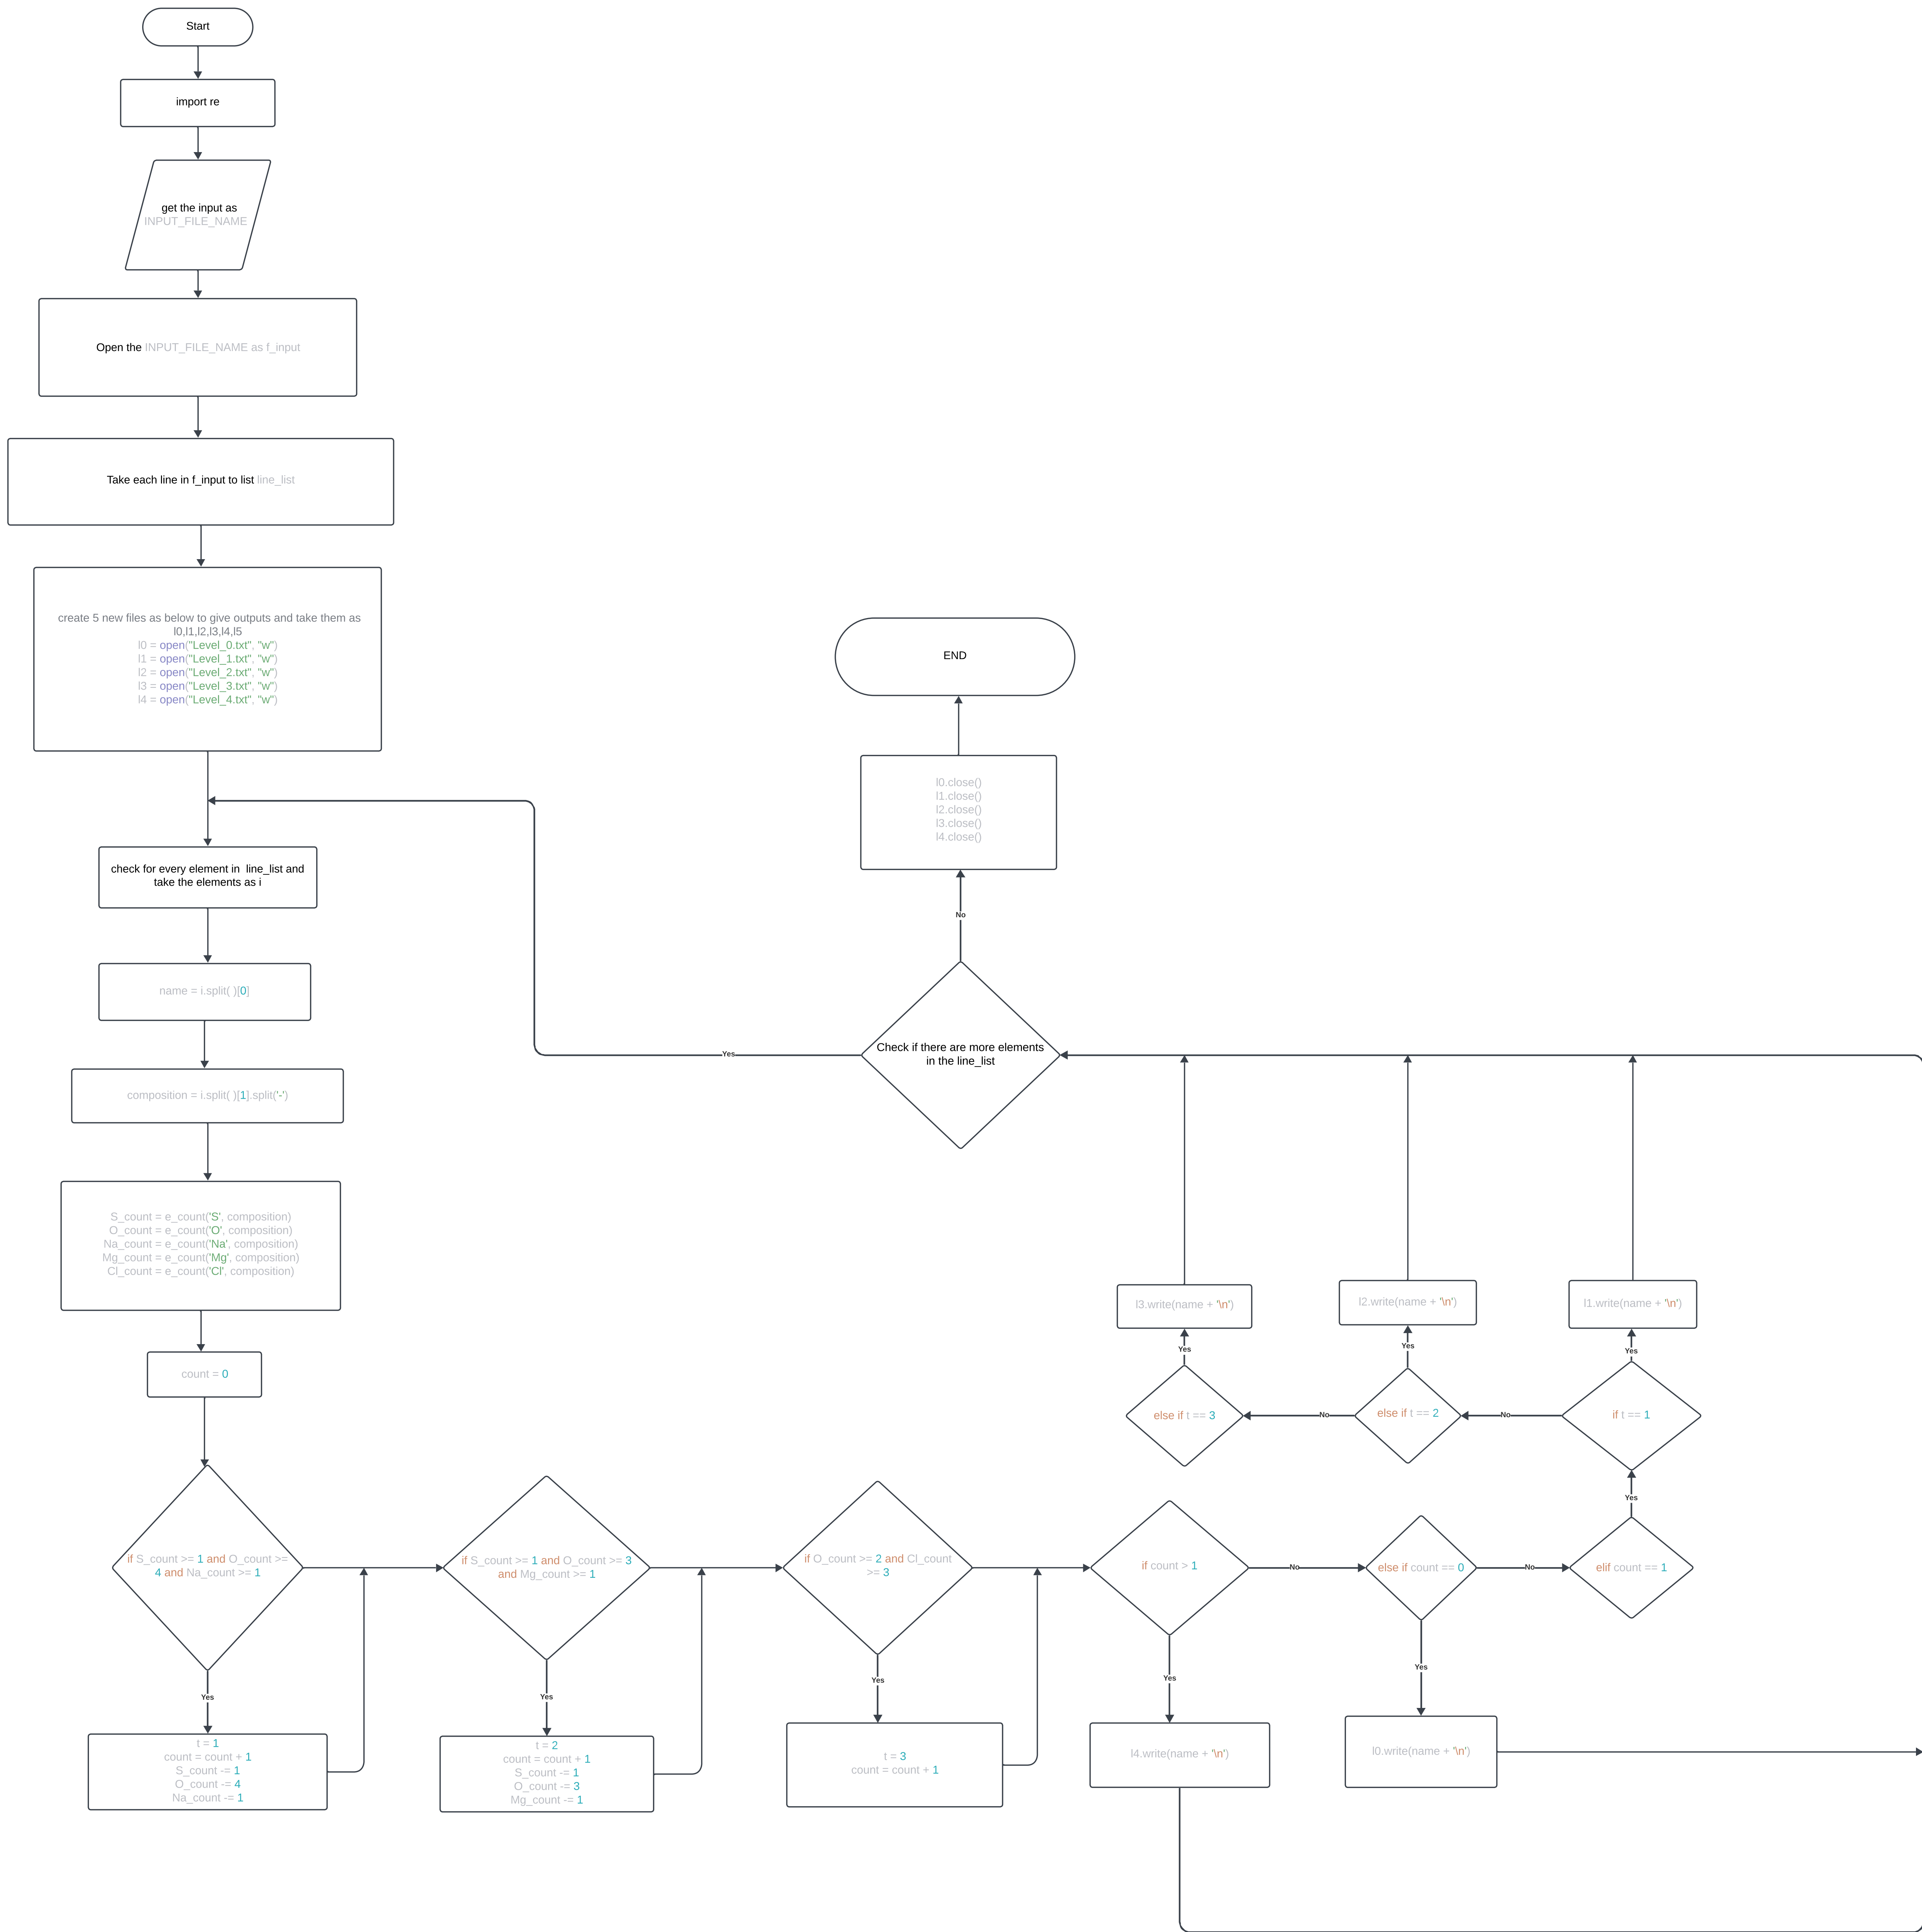 Start
import re
get the input as
INPUT_FILE_NAME
Open the INPUT_FILE_NAME as f_input
Take each line in f_input to list line_list
create 5 new files as below to give outputs and take them as
l0,l1,l2,l3,l4,l5
l0 = open("Level_0.txt", "w")
l1 = open("Level_1.txt", "w")
l2 = open("Level_2.txt", "w")
l3 = open("Level_3.txt", "w")
l4 = open("Level_4.txt", "w")
END
l0.close()
l1.close()
l2.close()
l3.close()
l4.close()
No
Check if there are more elements
in the line_list
Yes
check for every element in  line_list and
take the elements as i
name = i.split( )[0]
composition = i.split( )[1].split('-')
S_count = e_count('S', composition)
O_count = e_count('O', composition)
Na_count = e_count('Na', composition)
Mg_count = e_count('Mg', composition)
Cl_count = e_count('Cl', composition)
count = 0
if S_count >= 1 and O_count >=
4 and Na_count >= 1
Yes
t = 1
count = count + 1
S_count -= 1
O_count -= 4
Na_count -= 1
if S_count >= 1 and O_count >= 3
and Mg_count >= 1
Yes
t = 2
count = count + 1
S_count -= 1
O_count -= 3
Mg_count -= 1
if O_count >= 2 and Cl_count
>= 3
Yes
t = 3
count = count + 1
if count > 1
Yes
l4.write(name + '\n')
No
else if count == 0
Yes
l0.write(name + '\n')
No
elif count == 1
Yes
if t == 1
Yes
l1.write(name + '\n')
No
else if t == 2
Yes
l2.write(name + '\n')
No
else if t == 3
Yes
l3.write(name + '\n')